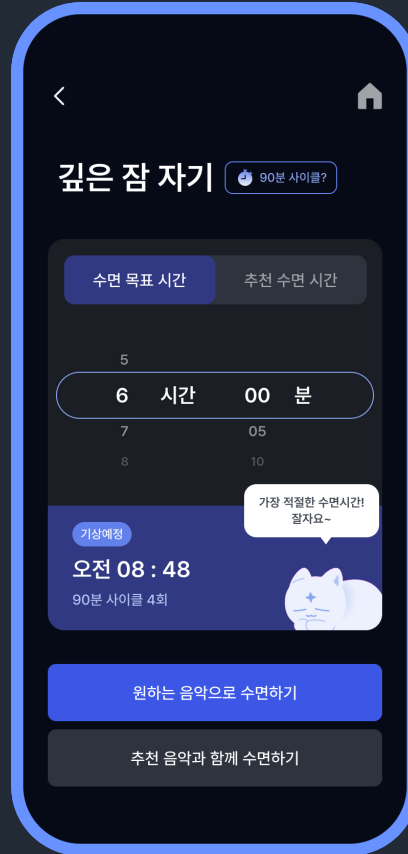 깊은 잠 자기
90분 사이클?
수면 목표 시간
추천 수면 시간
5
6 시간 00 분
7 05
8 10
가장 적절한 수면시간!
잘자요~
기상예정
오전 08 : 48
90분 사이클 4회
원하는 음악으로 수면하기
추천 음악과 함께 수면하기